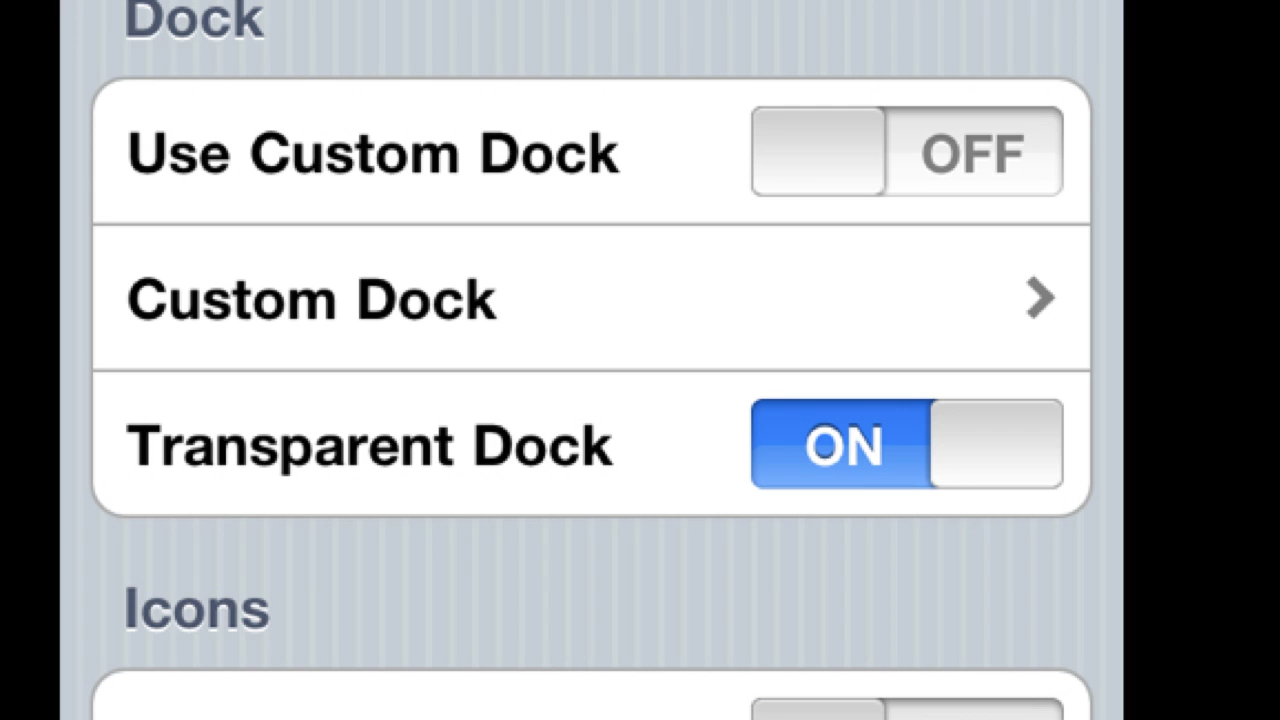 Dock
Use Custom Dock OFF
Custom Dock
Transparent Dock ON
Icons